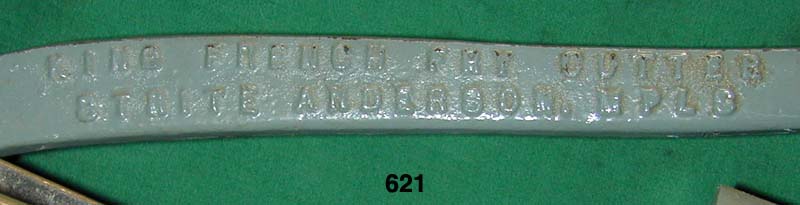 KING FRENCH FRY CUTTER
STRITE ANDERSON MPLS
621